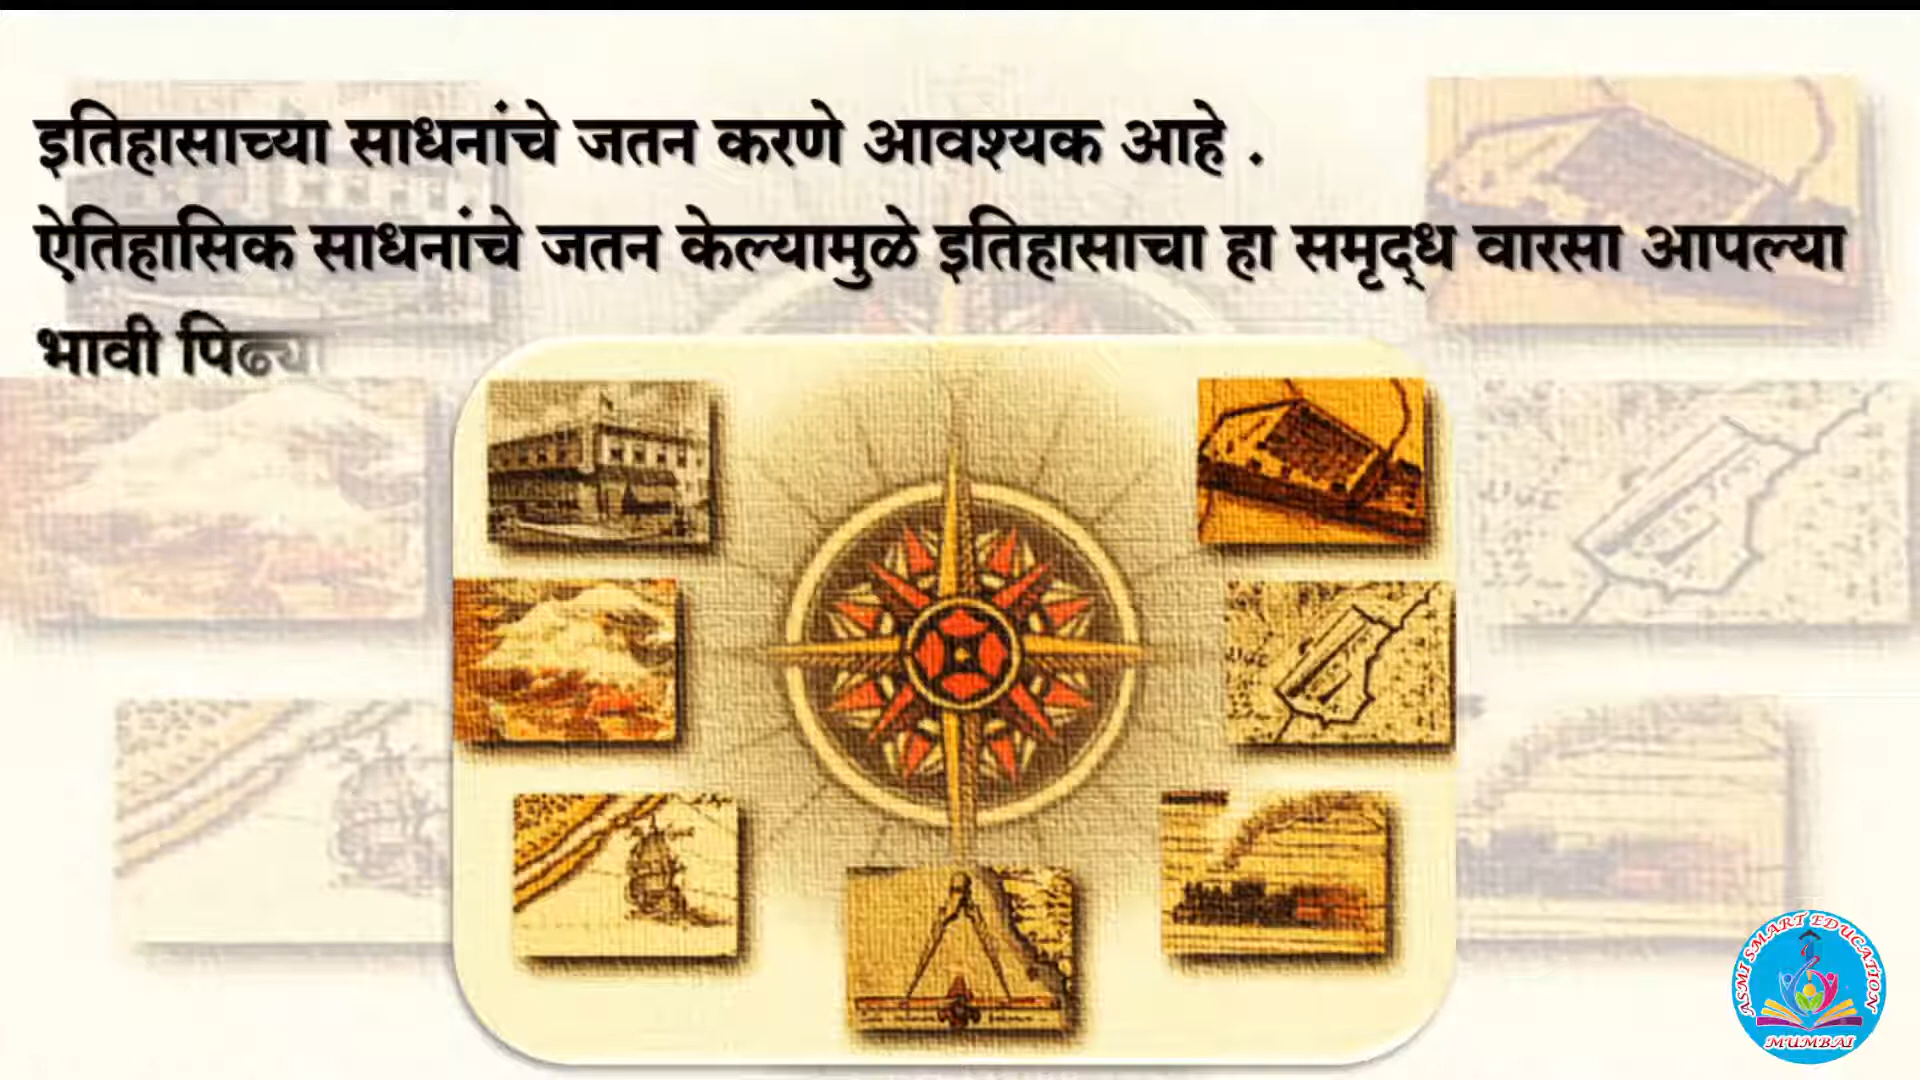 इतिहासाच्या साधनांचे जतन करणे आवश्यक आहे .
ऐतिहासिक साधनांचे जतन केल्यामुळे इतिहासाचा हा समृद्ध वारसा आपल्या
भावी पिढ्या
ASMI SMART EDUCATION
MUMBAI